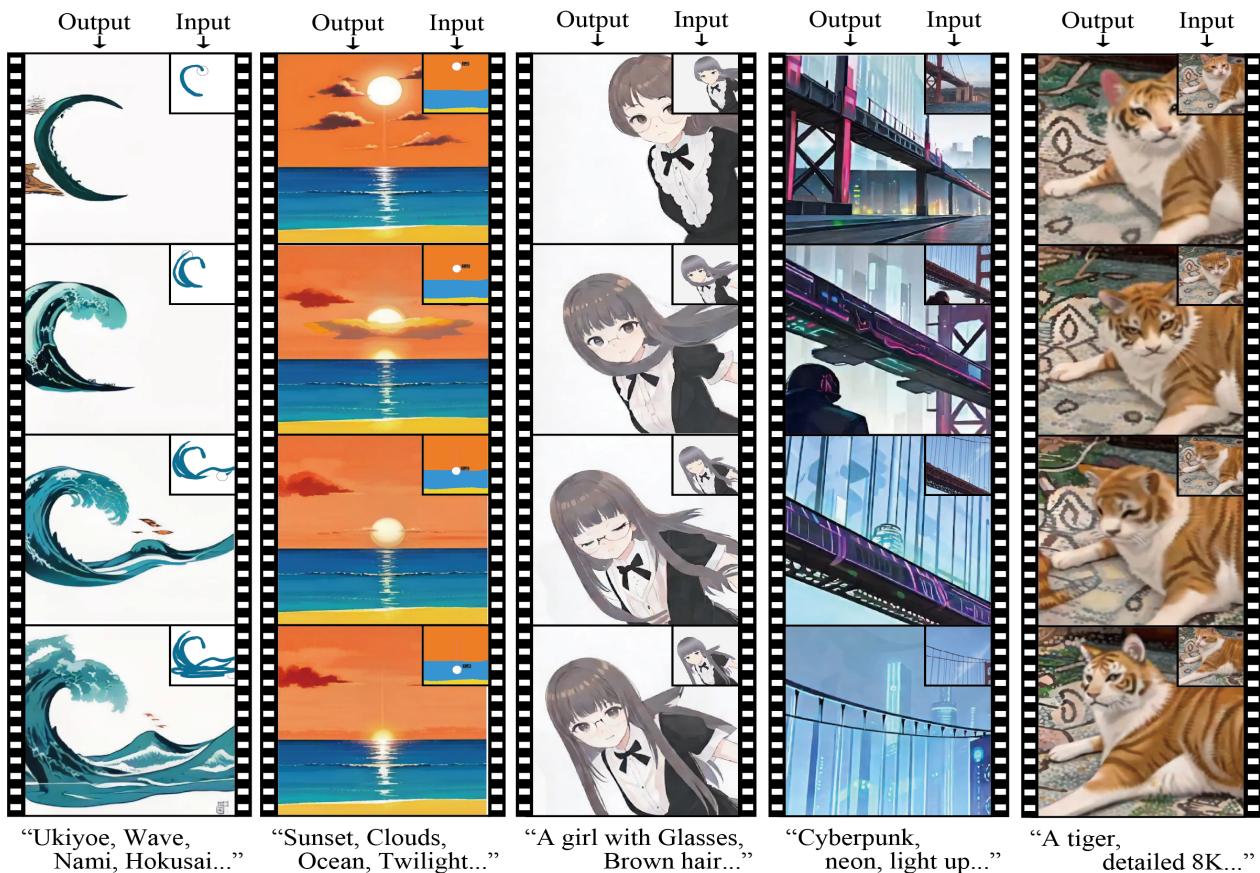 Output Input Output Input Output Input Output Input Output Input
“Ukiyoe, Wave,
Nami, Hokusai...”
“Sunset, Clouds,
Ocean, Twilight...”
“A girl with Glasses,
Brown hair...”
“Cyberpunk,
neon, light up...”
“A tiger,
detailed 8K...”